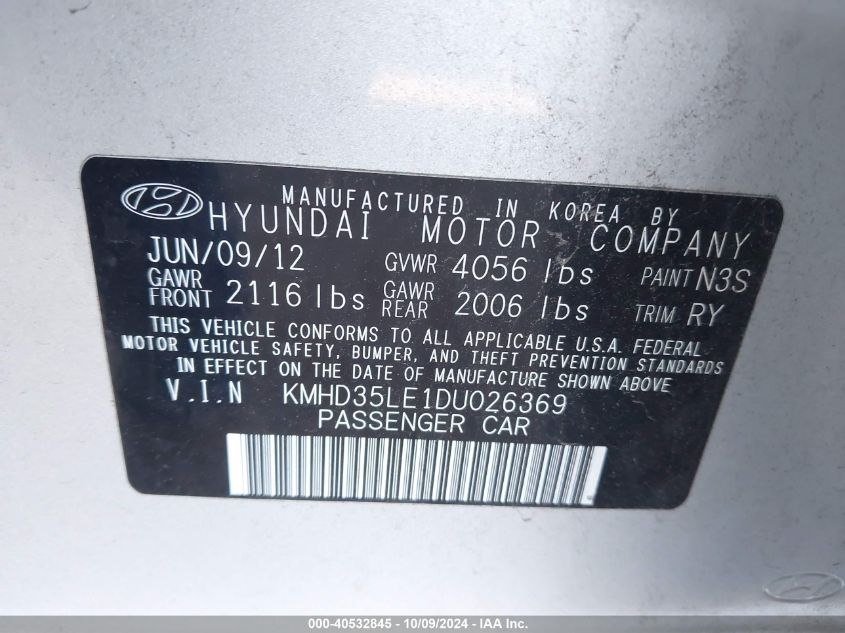 MANUFACTURED IN KOREA BY
HYUNDAI MOTOR COMPANY
JUN/09/12 GVWR 4056 lbs PAINT N3S
GAWR FRONT 2116 lbs GAWR REAR 2006 lbs TRIM RY
THIS VEHICLE CONFORMS TO ALL APPLICABLE U.S.A. FEDERAL
MOTOR VEHICLE SAFETY, BUMPER, AND THEFT PREVENTION STANDARDS
IN EFFECT ON THE DATE OF MANUFACTURE SHOWN ABOVE
V.I.N KMHD35LE1DU026369
PASSENGER CAR
000-40532845 - 10/09/2024 - IAA Inc.